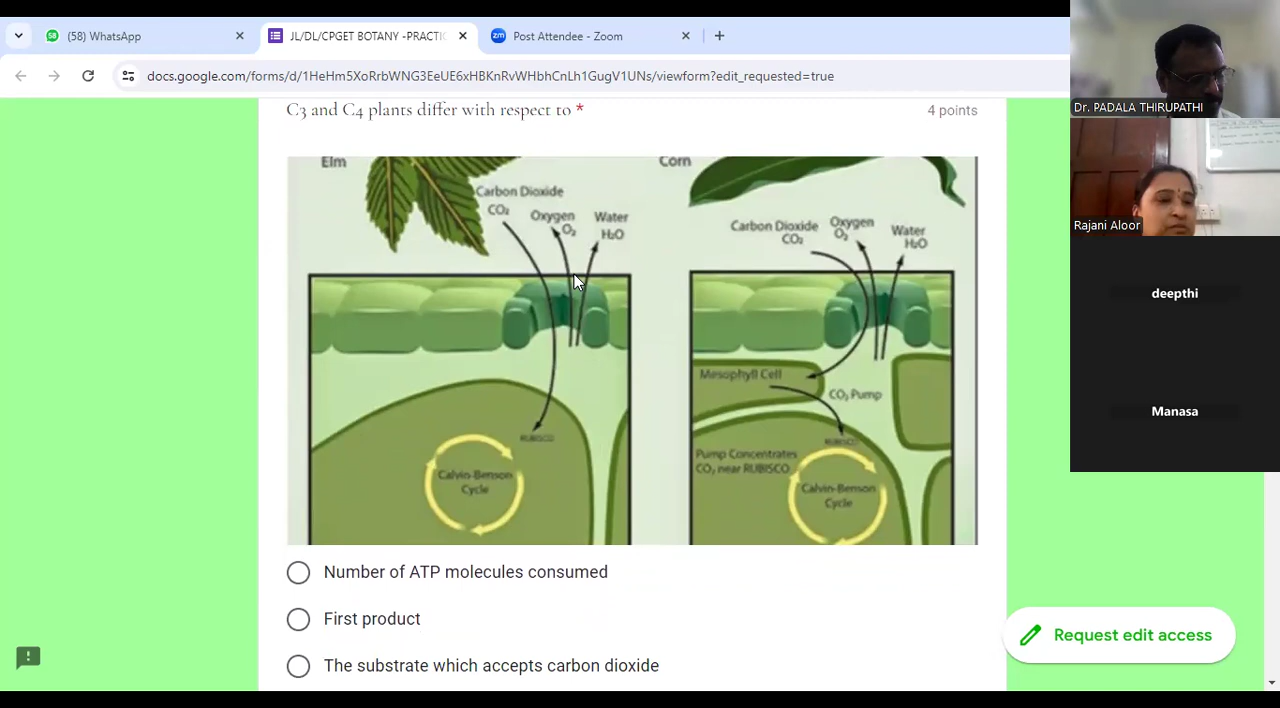 (58) WhatsApp
JL/DL/CPGET BOTANY -PRACTIC
Post Attendee - Zoom
docs.google.com/forms/d/1HeHm5XoRrbWNG3EeUE6xHBKnRvWHbhCnLh1GugV1UNs/viewform?edit_requested=true
C3 and C4 plants differ with respect to *
4 points
Elm
Carbon Dioxide
CO₂
Oxygen
O₂
Water
H₂O
RUBISCO
Calvin-Benson
Cycle
Corn
Carbon Dioxide
CO₂
Oxygen
O₂
Water
H₂O
Mesophyll Cell
CO₂ Pump
Pump Concentrates
CO₂ near RUBISCO
RUBISCO
Calvin-Benson
Cycle
Number of ATP molecules consumed
First product
The substrate which accepts carbon dioxide
Request edit access
Dr. PADALA THIRUPATHI
Rajani Aloor
deepthi
Manasa